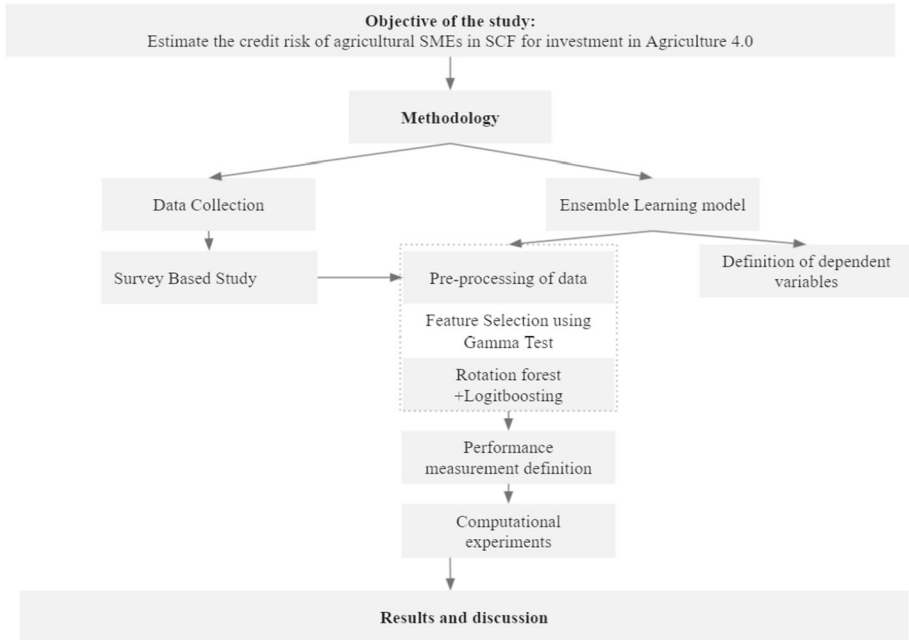 Objective of the study:
Estimate the credit risk of agricultural SMEs in SCF for investment in Agriculture 4.0
Methodology
Data Collection
Ensemble Learning model
Survey Based Study
Pre-processing of data
Definition of dependent
variables
Feature Selection using
Gamma Test
Rotation forest
+Logitboosting
Performance
measurement definition
Computational
experiments
Results and discussion